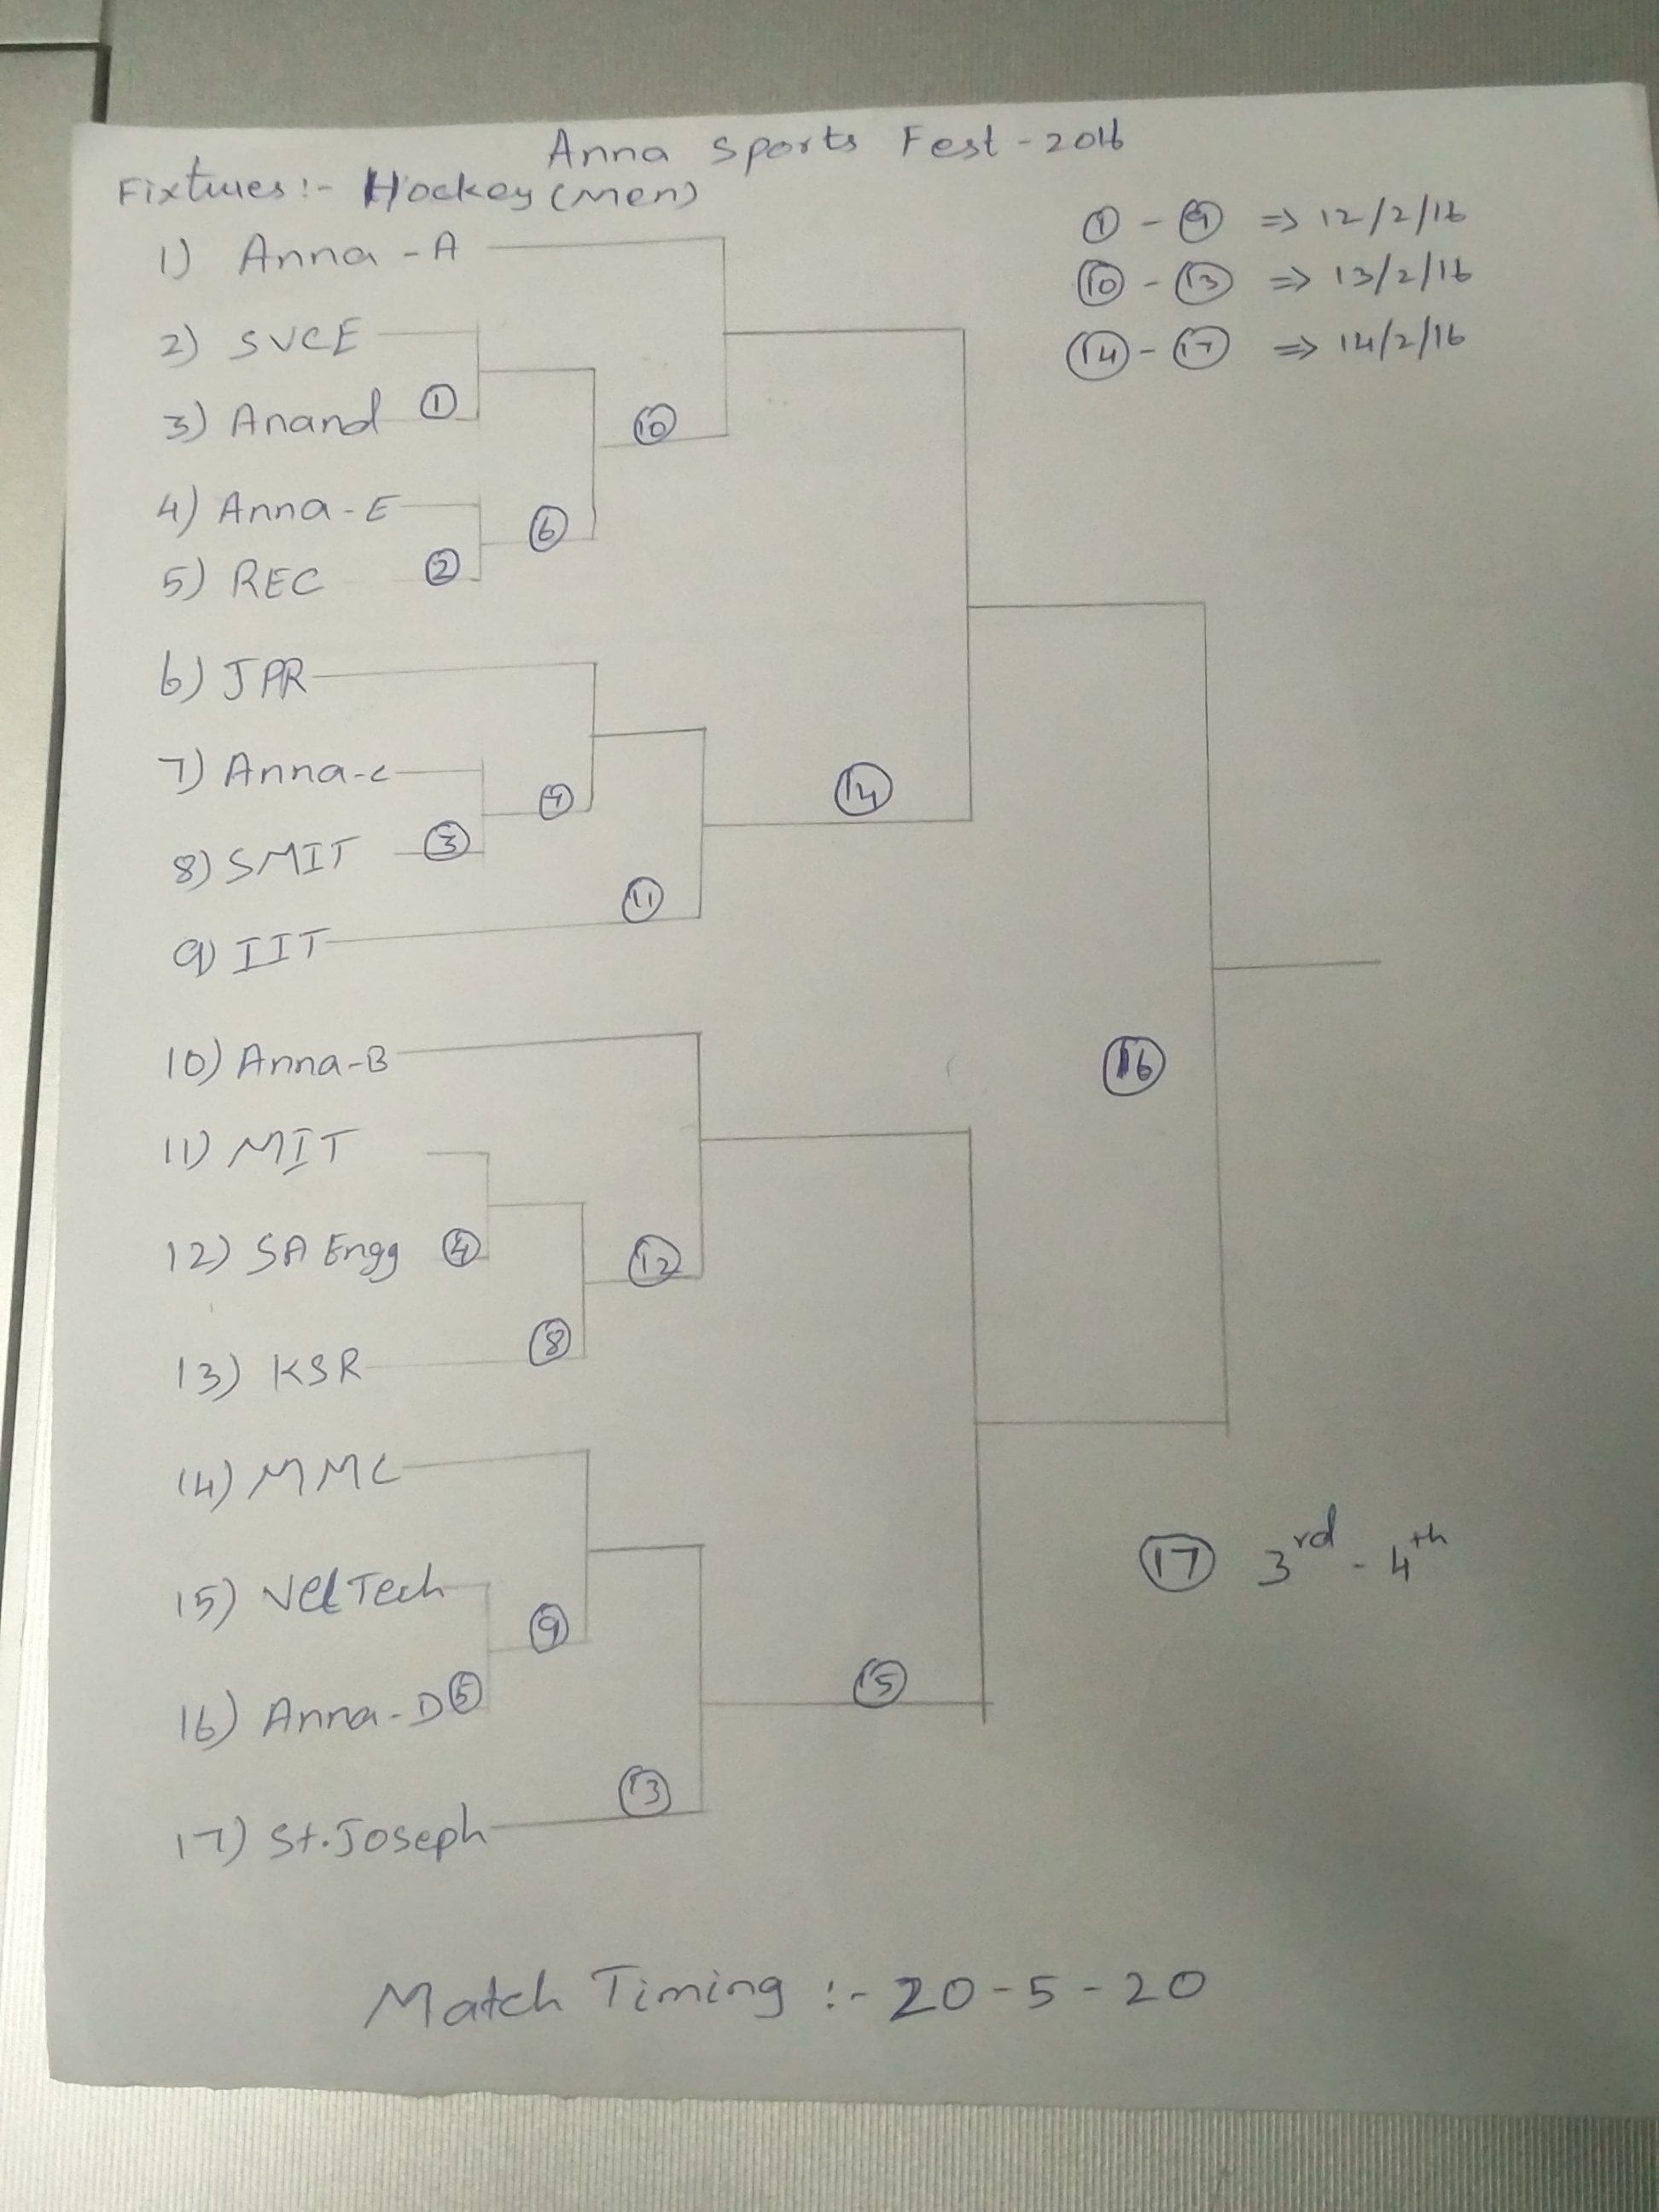 Anna Sports Fest - 2016
Fixtures :- Hockey (Men)
① - ⑨ => 12/2/16
⑩ - ⑬ => 13/2/16
⑭ - ⑰ => 14/2/16
1) Anna - A
2) SVCE
3) Anand ①
⑩
4) Anna - E
⑥
5) REC ②
6) JPR
7) Anna-C
⑦ ⑭
8) SMIT ③
⑪
9) IIT
10) Anna-B
⑯
11) MIT
12) SA Engg ④ ⑫
⑧
13) KSR
14) MMC
⑰ 3rd - 4th
15) Vel Tech ⑨
16) Anna-D ⑤ ⑮
⑬
17) St. Joseph
Match Timing :- 20-5-20